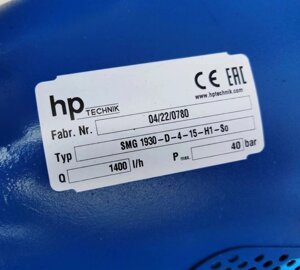 hp TECHNIK
CE EAC
www.hptechnik.com
Fabr. Nr. 04/22/0780
Typ SMG 1930-D-4-15-H1-So
Q 1400 l/h P max. 40 bar